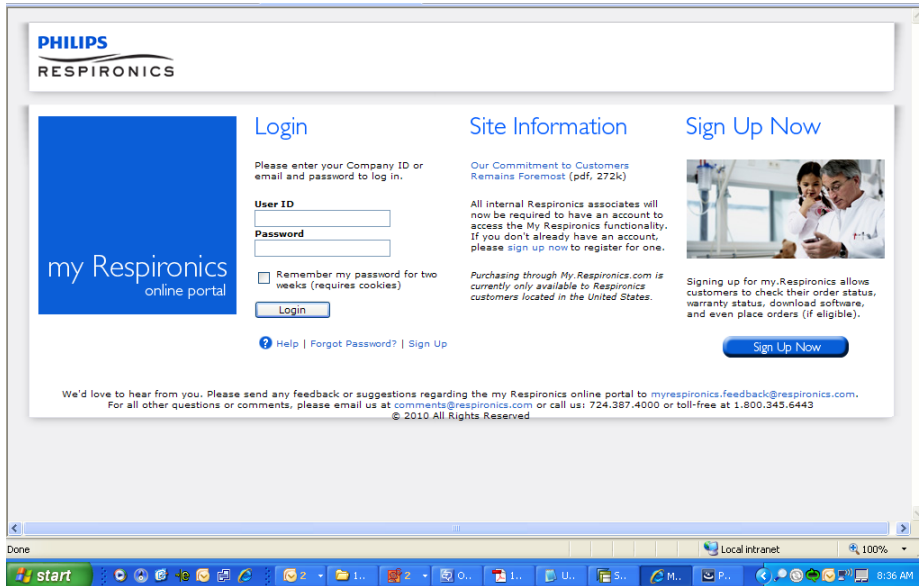 PHILIPS
RESPIRONICS
my Respironics
online portal
Login
Please enter your Company ID or
email and password to log in.
User ID
Password
Remember my password for two
weeks (requires cookies)
Login
? Help | Forgot Password? | Sign Up
Site Information
Our Commitment to Customers
Remains Foremost (pdf, 272k)
All internal Respironics associates will
now be required to have an account to
access the My Respironics functionality.
If you don't already have an account,
please sign up now to register for one.
Purchasing through My.Respironics.com is
currently only available to Respironics
customers located in the United States.
Sign Up Now
Signing up for my.Respironics allows
customers to check their order status,
warranty status, download software,
and even place orders (if eligible).
Sign Up Now
We'd love to hear from you. Please send any feedback or suggestions regarding the my Respironics online portal to myrespironics.feedback@respironics.com.
For all other questions or comments, please email us at comments@respironics.com or call us: 724.387.4000 or toll-free at 1.800.345.6443
© 2010 All Rights Reserved
Done
Local intranet
100%
start
2
1..
2
O..
1..
U..
S..
M..
P..
8:36 AM